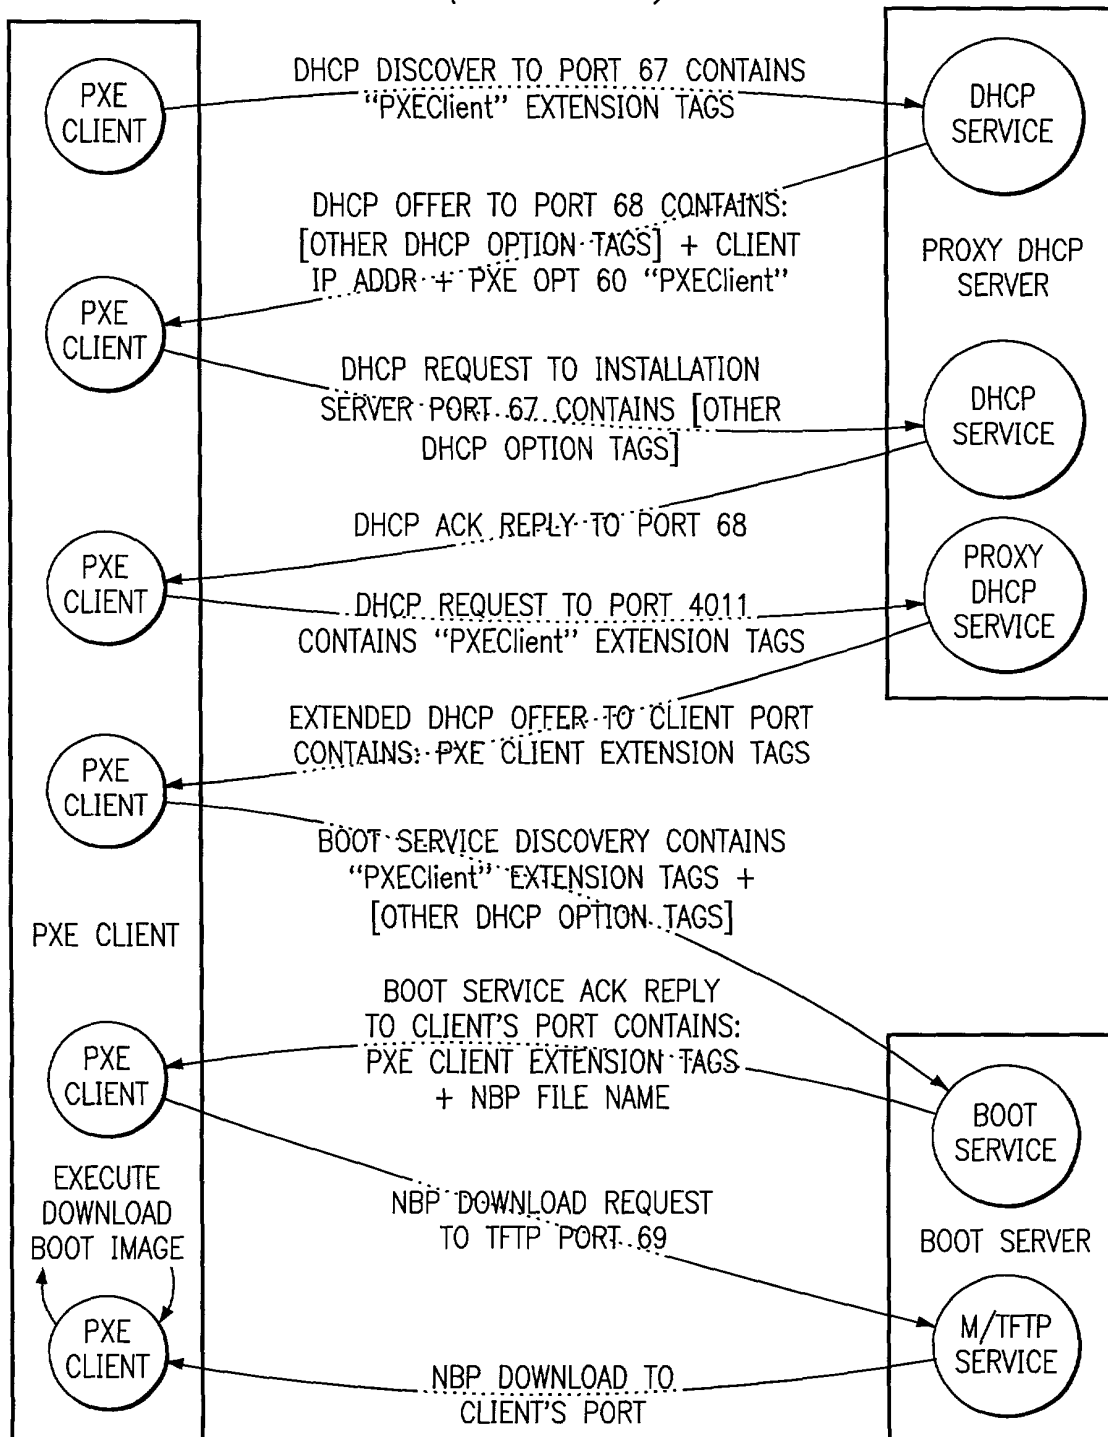 PXE
CLIENT
DHCP DISCOVER TO PORT 67 CONTAINS
“PXEClient” EXTENSION TAGS
DHCP
SERVICE
DHCP OFFER TO PORT 68 CONTAINS:
[OTHER DHCP OPTION TAGS] + CLIENT
IP ADDR + PXE OPT 60 “PXEClient”
PROXY DHCP
SERVER
PXE
CLIENT
DHCP REQUEST TO INSTALLATION
SERVER PORT 67 CONTAINS [OTHER
DHCP OPTION TAGS]
DHCP
SERVICE
DHCP ACK REPLY TO PORT 68
PXE
CLIENT
DHCP REQUEST TO PORT 4011
CONTAINS “PXEClient” EXTENSION TAGS
PROXY
DHCP
SERVICE
EXTENDED DHCP OFFER TO CLIENT PORT
CONTAINS: PXE CLIENT EXTENSION TAGS
PXE
CLIENT
BOOT SERVICE DISCOVERY CONTAINS
“PXEClient” EXTENSION TAGS +
[OTHER DHCP OPTION TAGS]
PXE CLIENT
BOOT SERVICE ACK REPLY
TO CLIENT'S PORT CONTAINS:
PXE CLIENT EXTENSION TAGS
+ NBP FILE NAME
PXE
CLIENT
BOOT
SERVICE
EXECUTE
DOWNLOAD
BOOT IMAGE
NBP DOWNLOAD REQUEST
TO TFTP PORT 69
BOOT SERVER
PXE
CLIENT
M/TFTP
SERVICE
NBP DOWNLOAD TO
CLIENT'S PORT